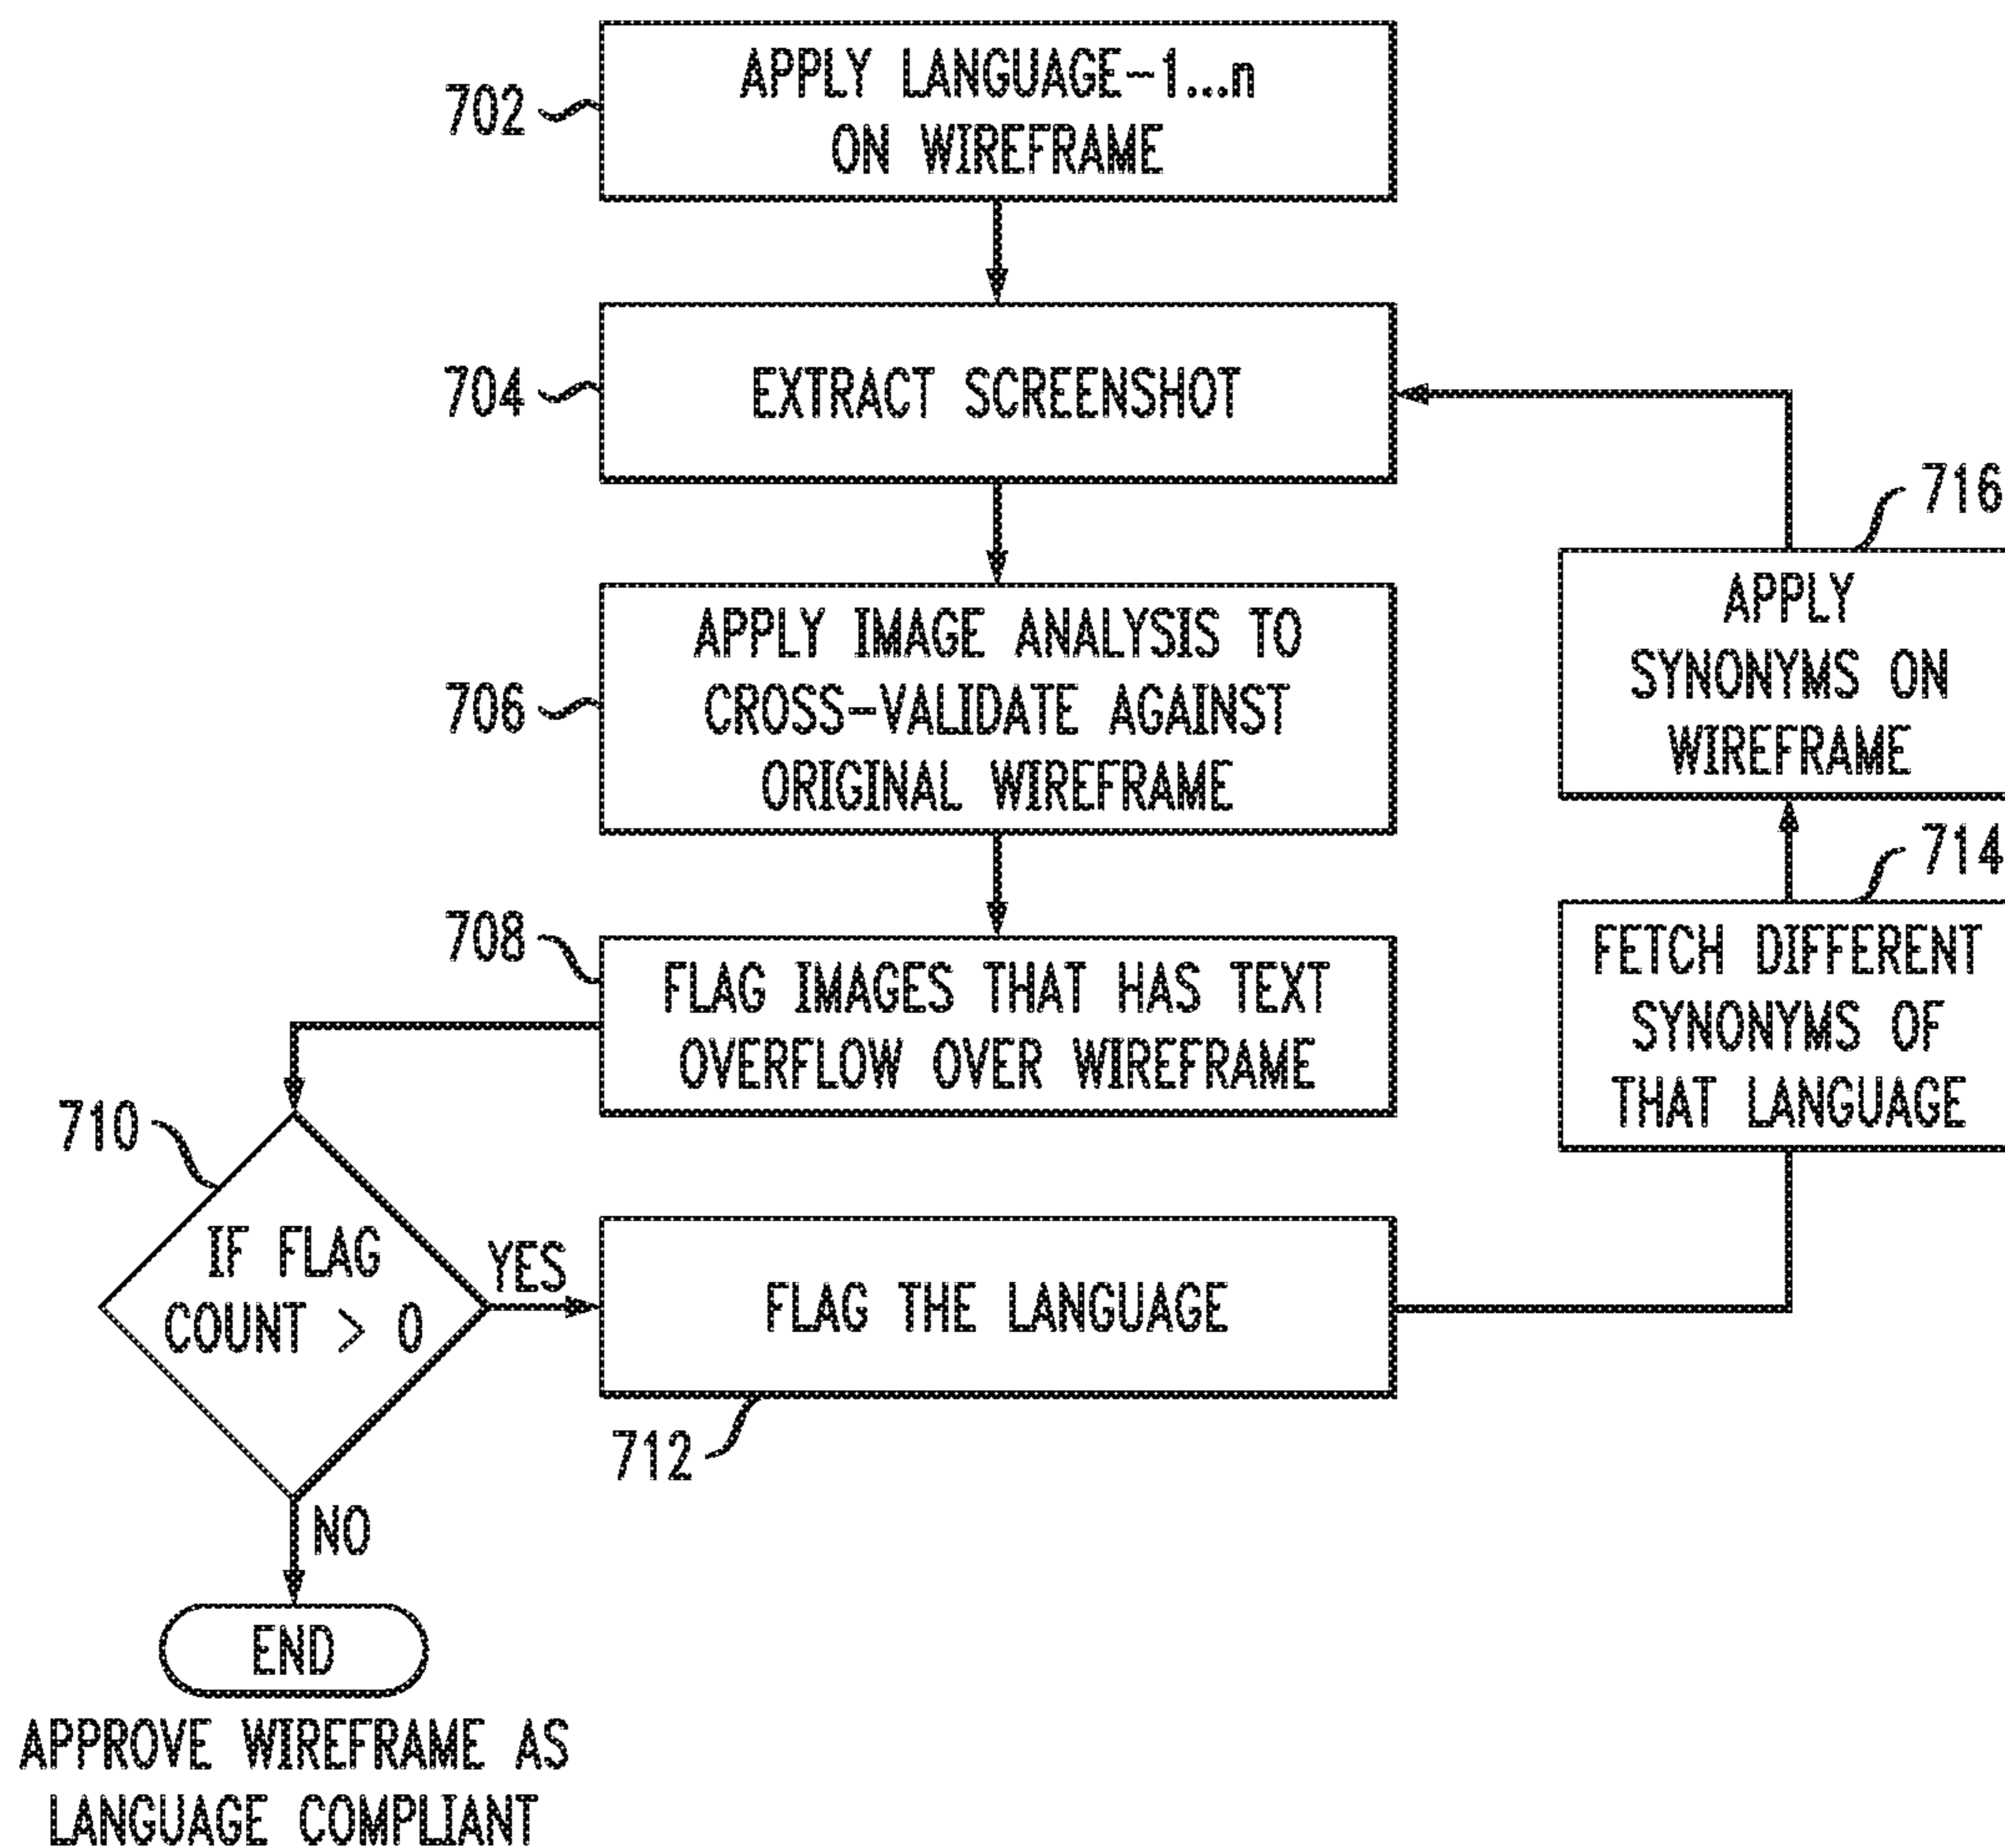 702
APPLY LANGUAGE-1...n
ON WIREFRAME
704
EXTRACT SCREENSHOT
706
APPLY IMAGE ANALYSIS TO
CROSS-VALIDATE AGAINST
ORIGINAL WIREFRAME
708
FLAG IMAGES THAT HAS TEXT
OVERFLOW OVER WIREFRAME
710
IF FLAG
COUNT > 0
YES
NO
END
APPROVE WIREFRAME AS
LANGUAGE COMPLIANT
FLAG THE LANGUAGE
712
714
FETCH DIFFERENT
SYNONYMS OF
THAT LANGUAGE
716
APPLY
SYNONYMS ON
WIREFRAME